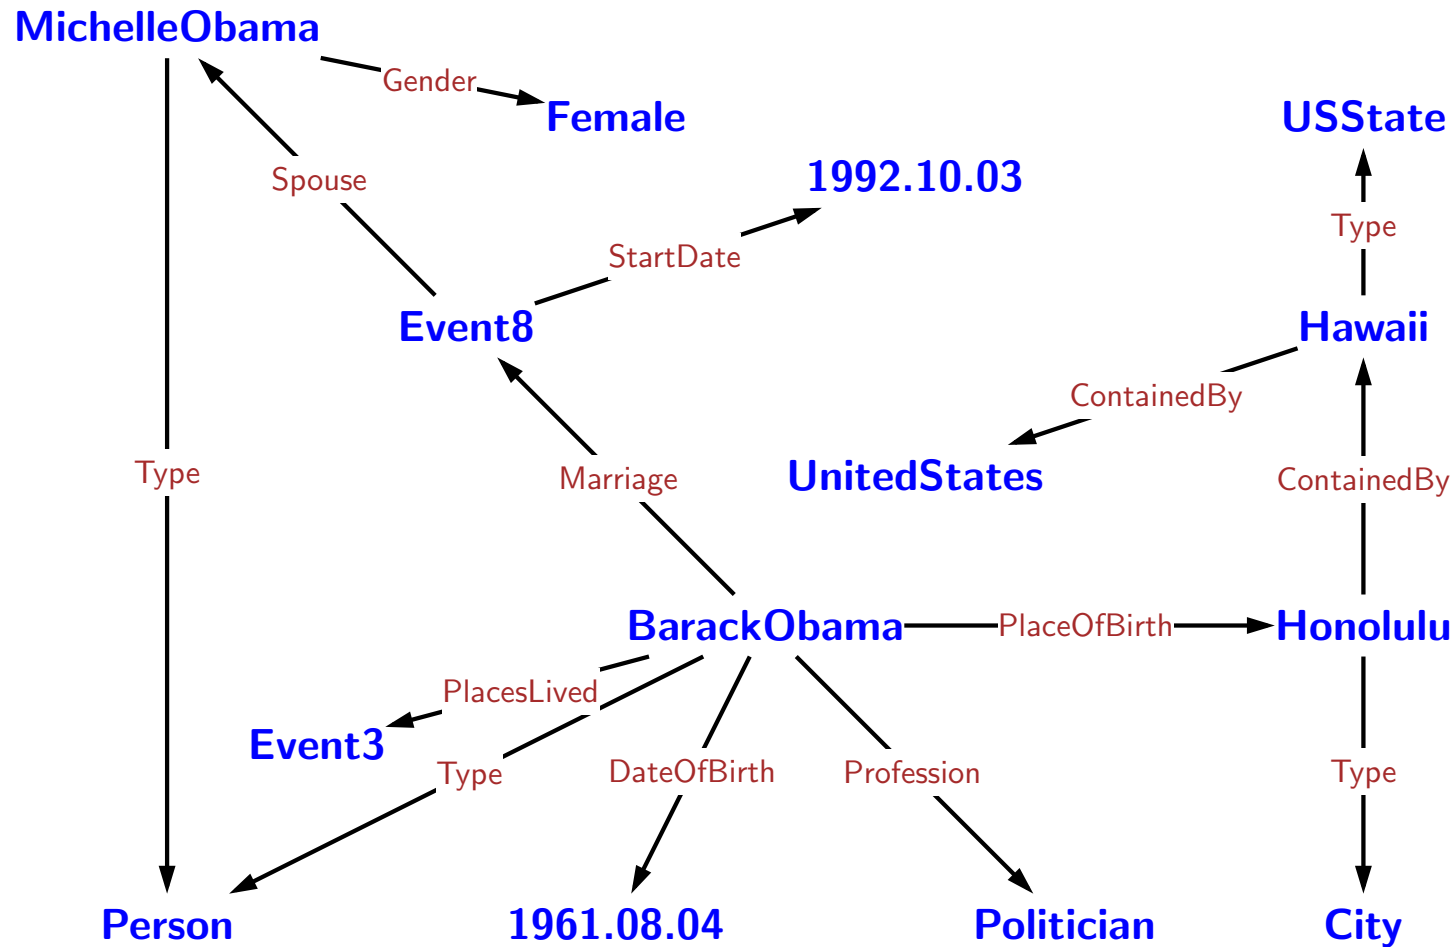 MichelleObama
Gender
Female
USState
1992.10.03
Spouse
Type
StartDate
Event8
Hawaii
ContainedBy
Type
UnitedStates
Marriage
ContainedBy
BarackObama
PlaceOfBirth
Honolulu
PlacesLived
Event3
Type
DateOfBirth
Profession
Type
Person
1961.08.04
Politician
City